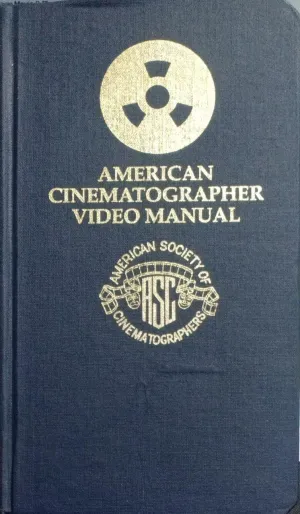 AMERICAN
CINEMATOGRAPHER
VIDEO MANUAL
AMERICAN SOCIETY OF
ASC
CINEMATOGRAPHERS